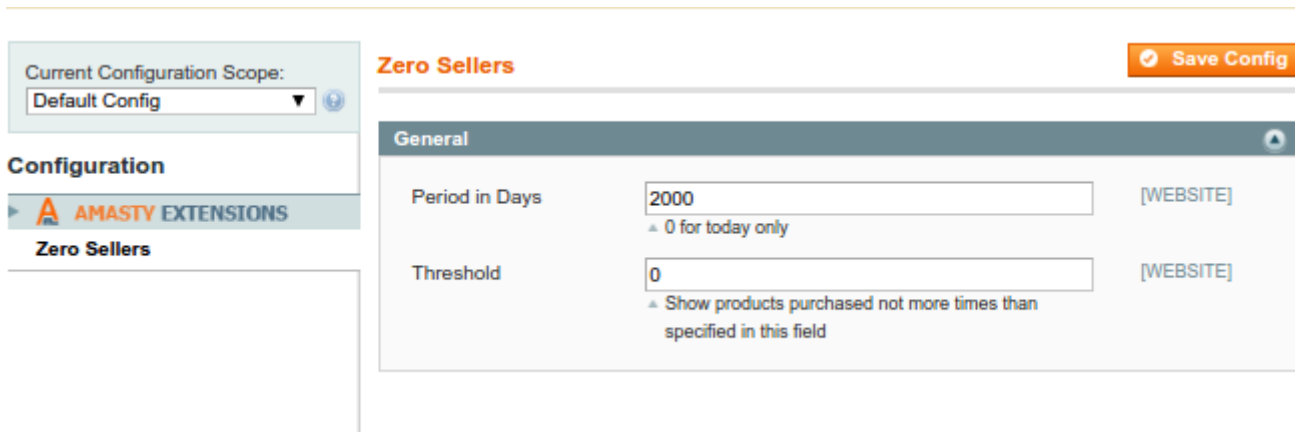 Current Configuration Scope:
Default Config
Configuration
AMASTY EXTENSIONS
Zero Sellers
Zero Sellers
Save Config
General
Period in Days
2000
[WEBSITE]
0 for today only
Threshold
0
[WEBSITE]
Show products purchased not more times than
specified in this field